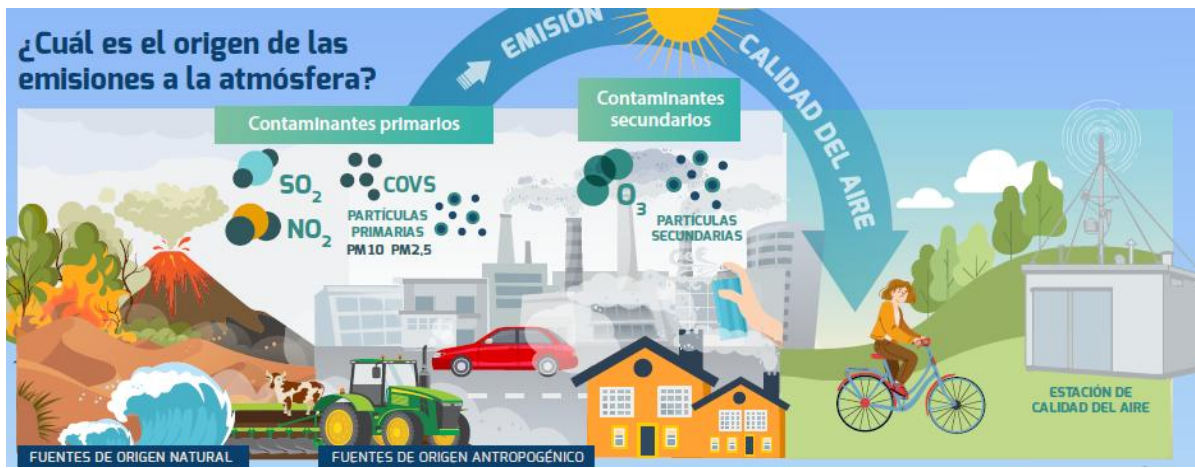 ¿Cuál es el origen de las
emisiones a la atmósfera?
EMISIÓN
CALIDAD DEL AIRE
Contaminantes primarios
SO2
NO2
COVS
PARTÍCULAS
PRIMARIAS
PM10 PM2,5
Contaminantes
secundarios
O3
PARTÍCULAS
SECUNDARIAS
ESTACIÓN DE
CALIDAD DEL AIRE
FUENTES DE ORIGEN NATURAL
FUENTES DE ORIGEN ANTROPOGÉNICO